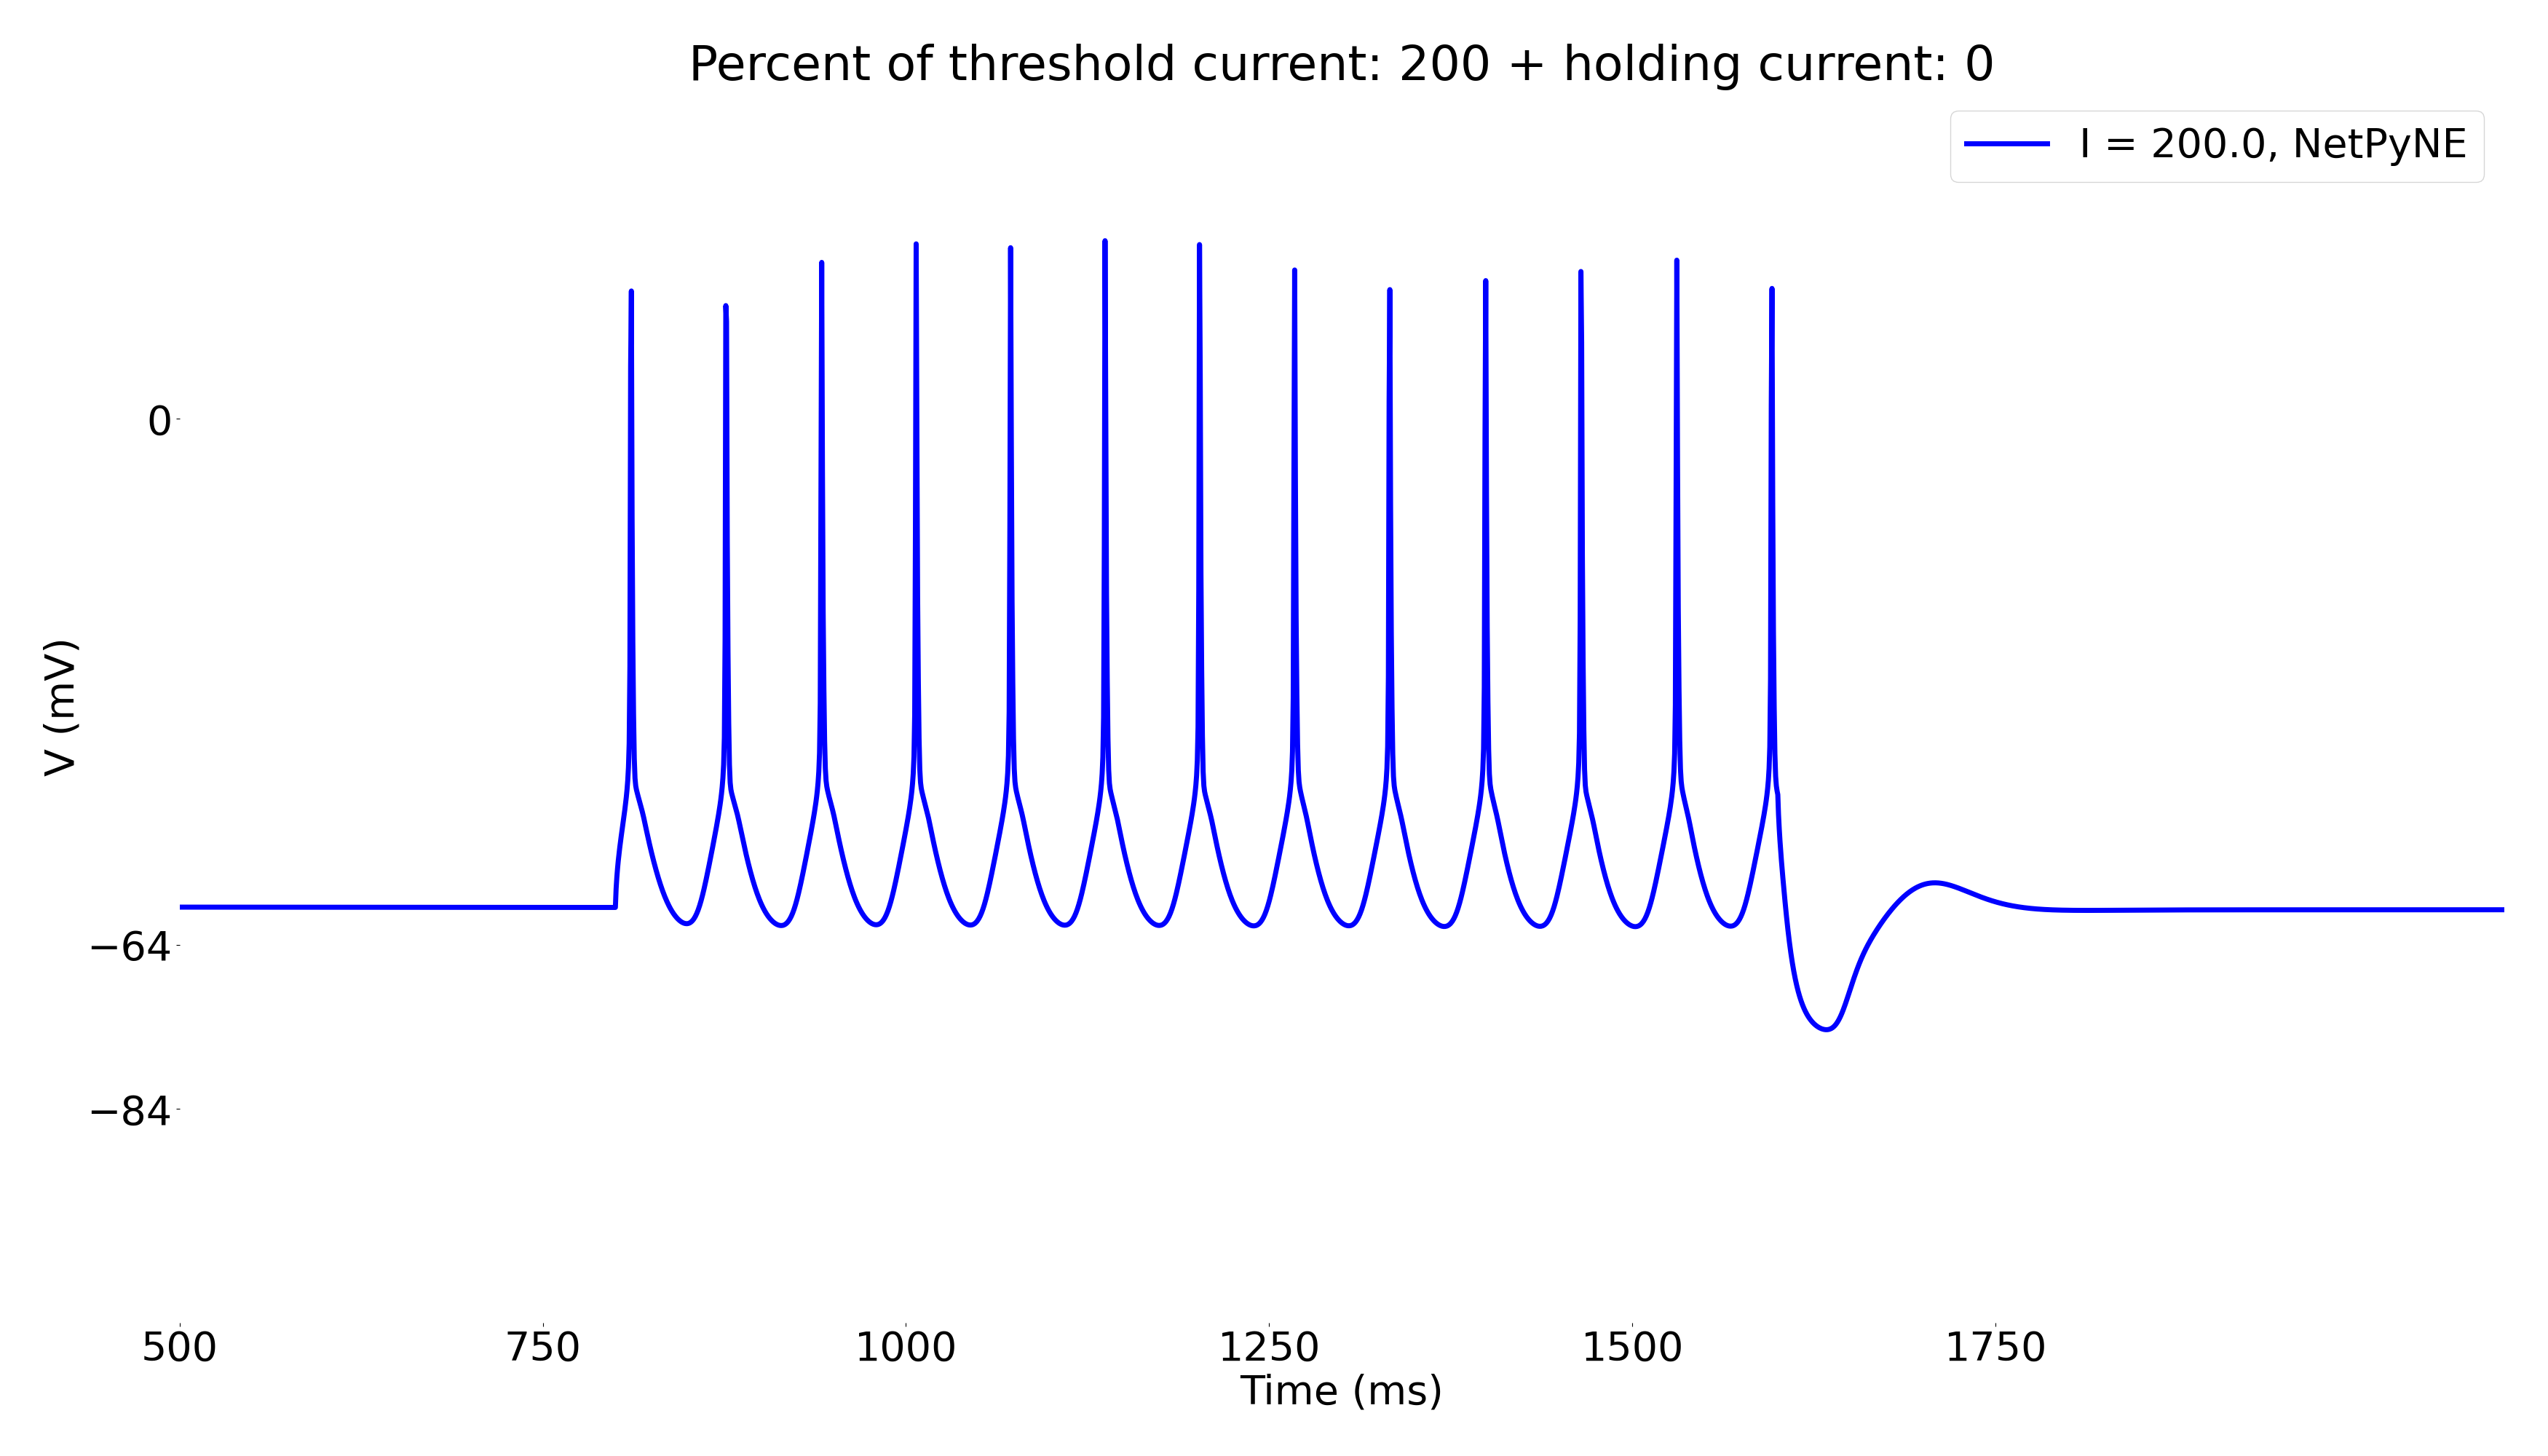 Percent of threshold current: 200 + holding current: 0
I = 200.0, NetPyNE
0
V (mV)
−64
−84
500 750 1000 1250 1500 1750
Time (ms)